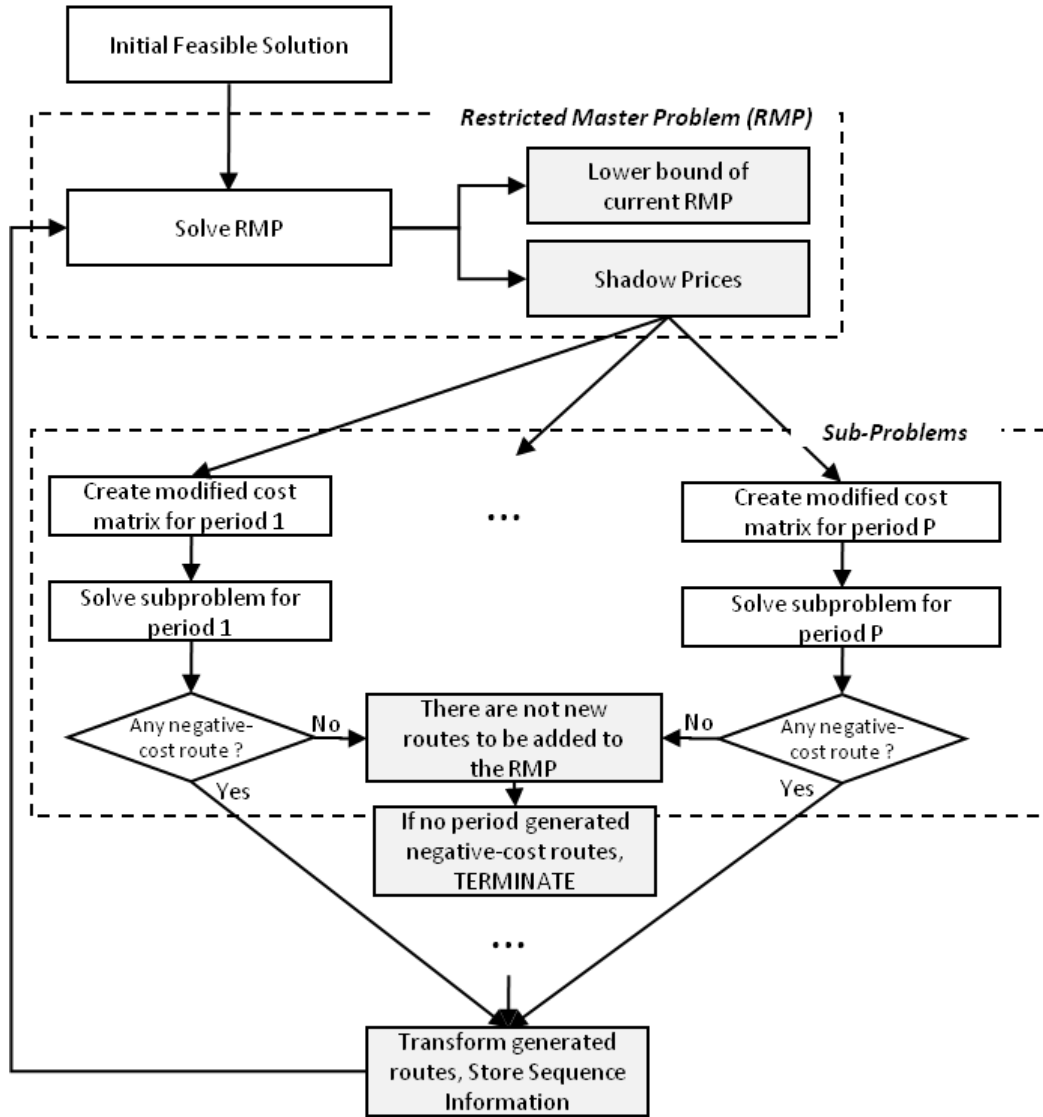 Initial Feasible Solution
Restricted Master Problem (RMP)
Lower bound of
current RMP
Solve RMP
Shadow Prices
Sub-Problems
Create modified cost
matrix for period 1
...
Create modified cost
matrix for period P
Solve subproblem for
period 1
Solve subproblem for
period P
Any negative-
cost route ?
No
There are not new
routes to be added to
the RMP
No
Any negative-
cost route ?
Yes
Yes
If no period generated
negative-cost routes,
TERMINATE
...
Transform generated
routes, Store Sequence
Information